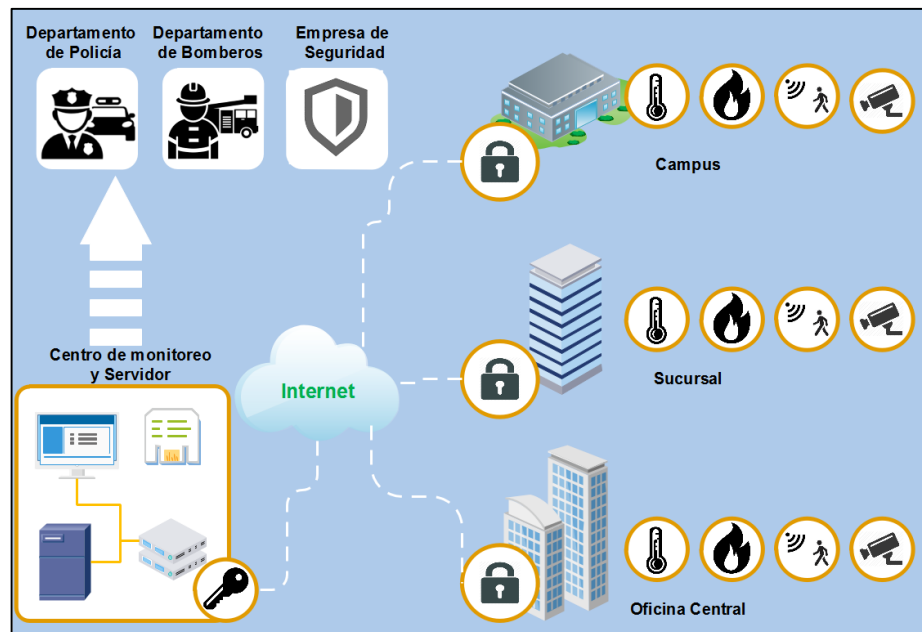 Departamento
de Policía
Departamento
de Bomberos
Empresa de
Seguridad
Campus
Centro de monitoreo
y Servidor
Internet
Sucursal
Oficina Central